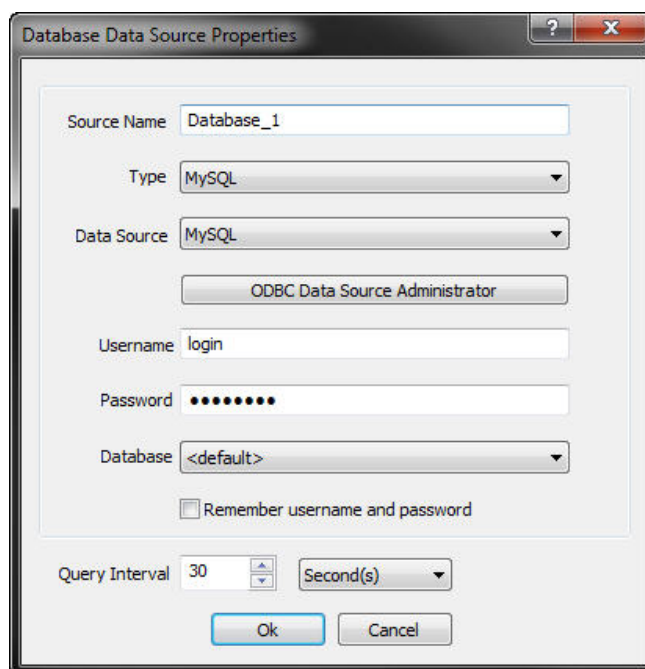 Database Data Source Properties
?
X
Source Name Database_1
Type MySQL
Data Source MySQL
ODBC Data Source Administrator
Username login
Password ●●●●●●●●
Database <default>
Remember username and password
Query Interval 30 Second(s)
Ok Cancel